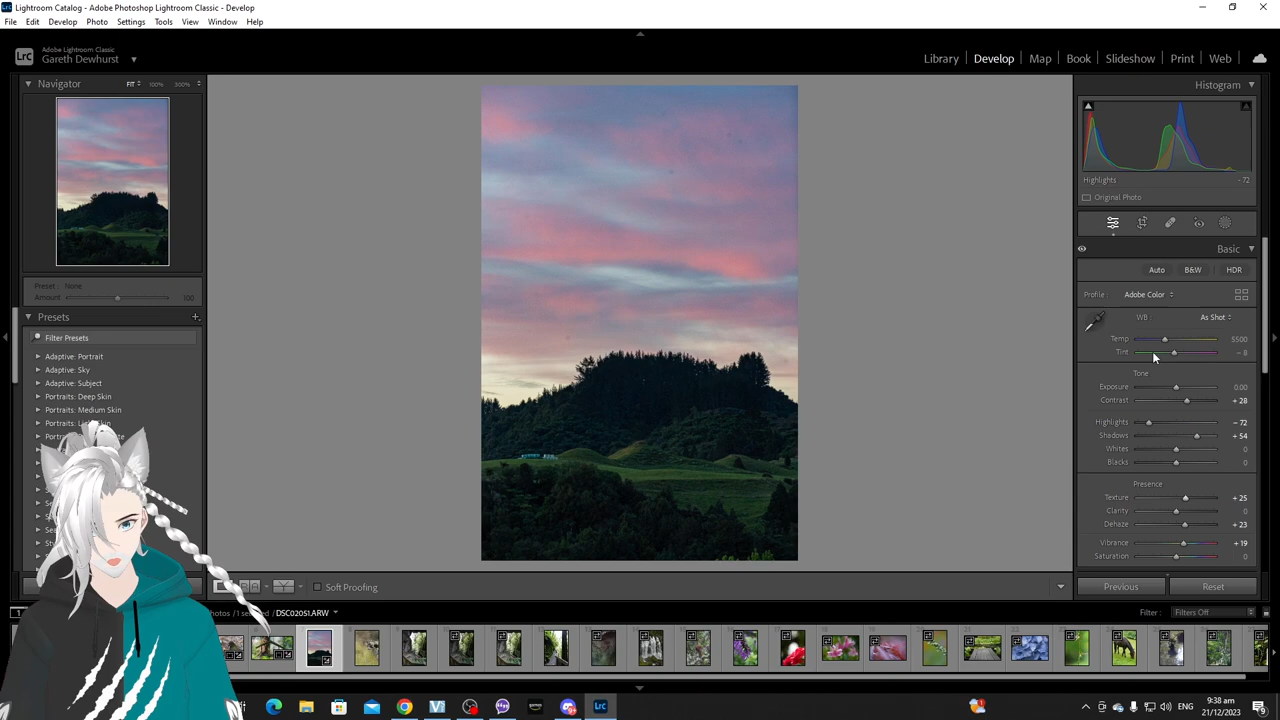 Lightroom Catalog - Adobe Photoshop Lightroom Classic - Develop
File Edit Develop Photo Settings Tools View Window Help
Lrc
Adobe Lightroom Classic
Gareth Dewhurst
Library | Develop | Map | Book | Slideshow | Print | Web
Navigator FIT 100% 300%
Preset : None
Amount 100
Presets
Filter Presets
Adaptive: Portrait
Adaptive: Sky
Adaptive: Subject
Portraits: Deep Skin
Portraits: Medium Skin
Histogram
Highlights - 72
Original Photo
Basic
Auto B&W HDR
Profile : Adobe Color
WB : As Shot
Temp 5500
Tint - 8
Tone
Exposure 0.00
Contrast + 28
Highlights - 72
Shadows + 54
Whites 0
Blacks 0
Presence
Texture + 25
Clarity 0
Dehaze + 23
Vibrance + 19
Saturation 0
Soft Proofing
Previous Reset
DSC02051.ARW
Filter : Filters Off
ENG
9:38 am
21/12/2023